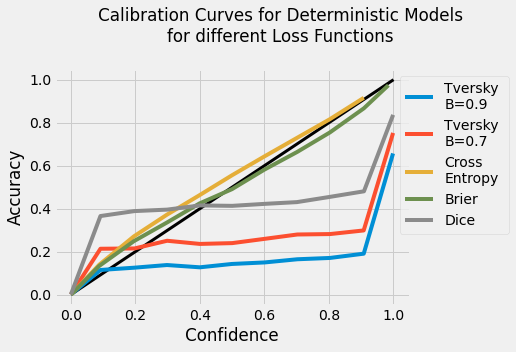 Calibration Curves for Deterministic Models
for different Loss Functions
Accuracy
1.0
0.8
0.6
0.4
0.2
0.0
0.0 0.2 0.4 0.6 0.8 1.0
Confidence
Tversky
B=0.9
Tversky
B=0.7
Cross
Entropy
Brier
Dice